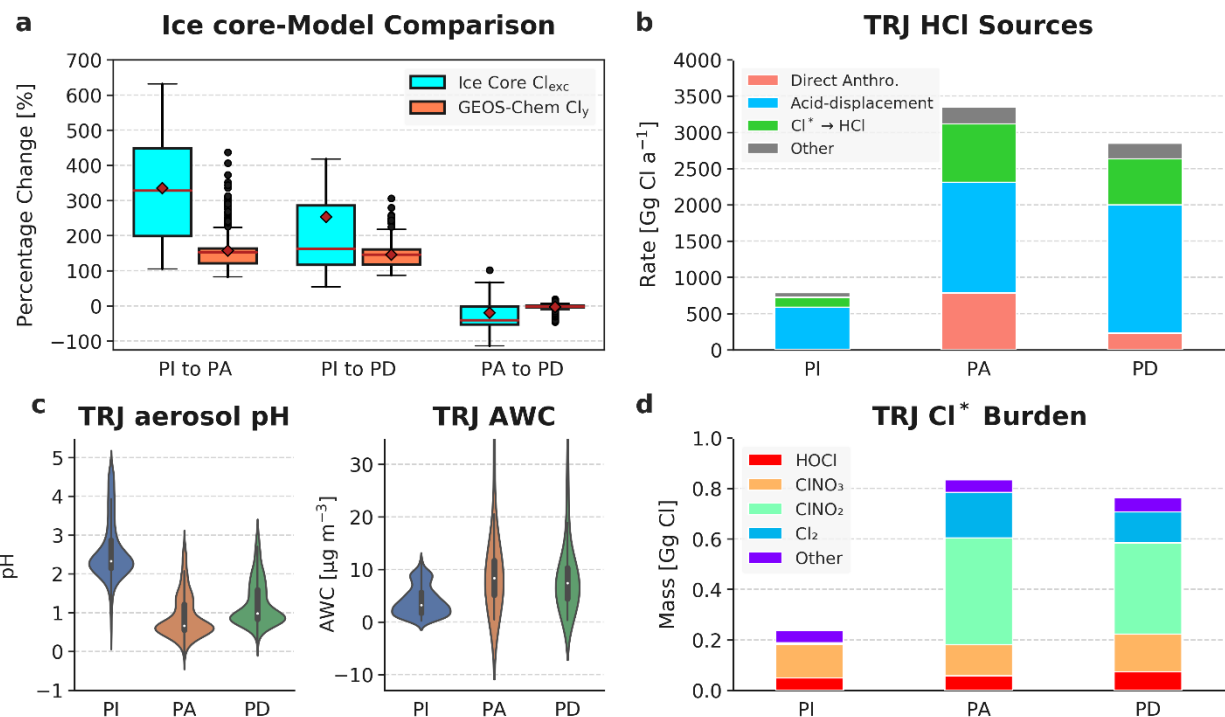 a Ice core-Model Comparison
Percentage Change [%]
700
600
500
400
300
200
100
0
−100
Ice Core Cl_exc
GEOS-Chem Cl_y
PI to PA PI to PD PA to PD
b TRJ HCl Sources
Rate [Gg Cl a⁻¹]
4000
3500
3000
2500
2000
1500
1000
500
0
Direct Anthro.
Acid-displacement
Cl* → HCl
Other
PI PA PD
c TRJ aerosol pH
pH
5
4
3
2
1
0
−1
PI PA PD
TRJ AWC
AWC [μg m⁻³]
30
20
10
0
−10
PI PA PD
d TRJ Cl* Burden
Mass [Gg Cl]
1.0
0.8
0.6
0.4
0.2
0.0
HOCl
ClNO₃
ClNO₂
Cl₂
Other
PI PA PD